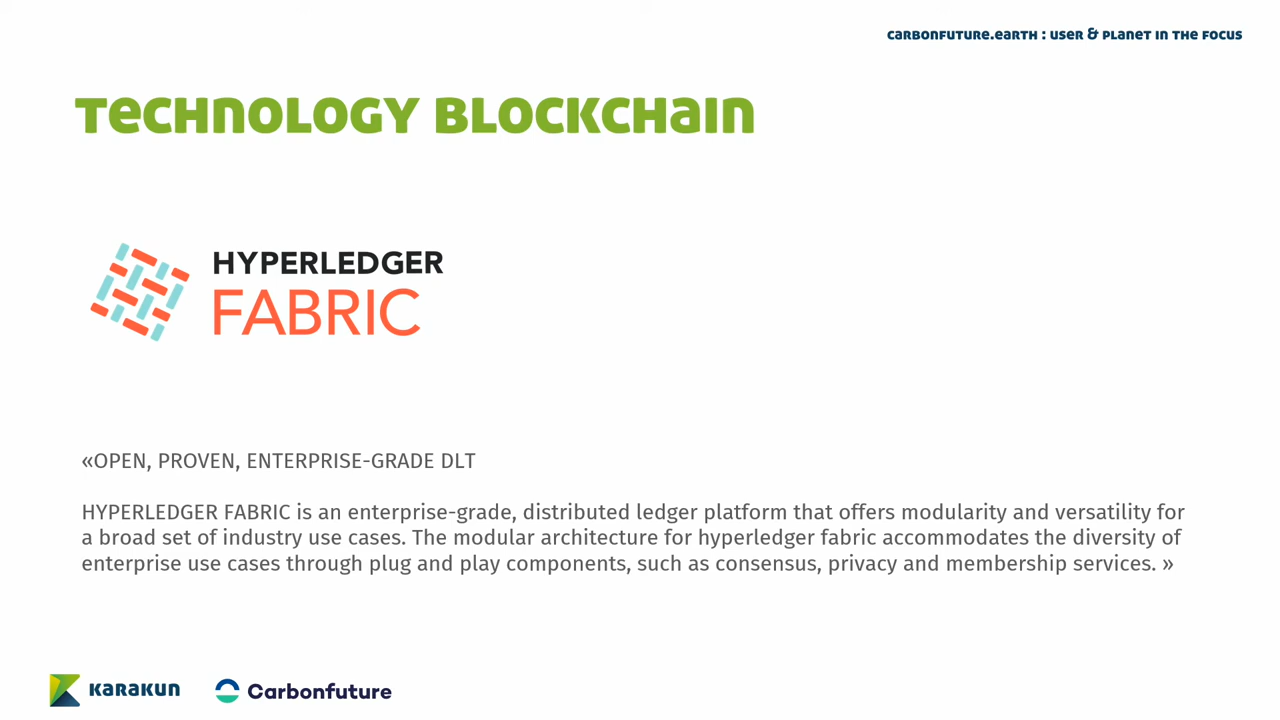 carbonfuture.earth : user & planet in the focus
Technology Blockchain
HYPERLEDGER
FABRIC
«OPEN, PROVEN, ENTERPRISE-GRADE DLT
HYPERLEDGER FABRIC is an enterprise-grade, distributed ledger platform that offers modularity and versatility for
a broad set of industry use cases. The modular architecture for hyperledger fabric accommodates the diversity of
enterprise use cases through plug and play components, such as consensus, privacy and membership services. »
Karakun
Carbonfuture